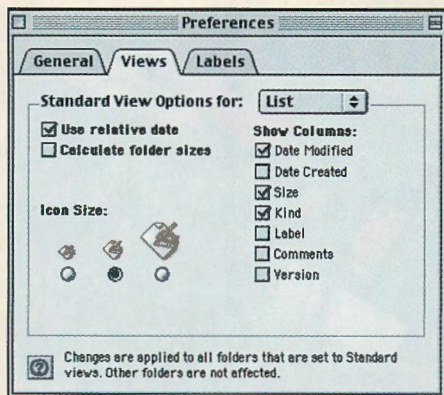 Preferences
General Views Labels
Standard View Options for: List
Use relative date
Calculate folder sizes
Icon Size:
Show Columns:
Date Modified
Date Created
Size
Kind
Label
Comments
Version
Changes are applied to all folders that are set to Standard
views. Other folders are not affected.